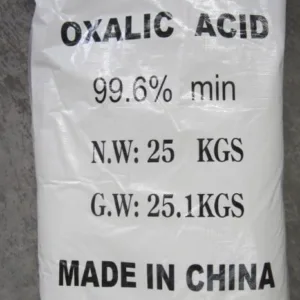 OXALIC ACID
99.6% min
N.W: 25 KGS
G.W: 25.1KGS
MADE IN CHINA